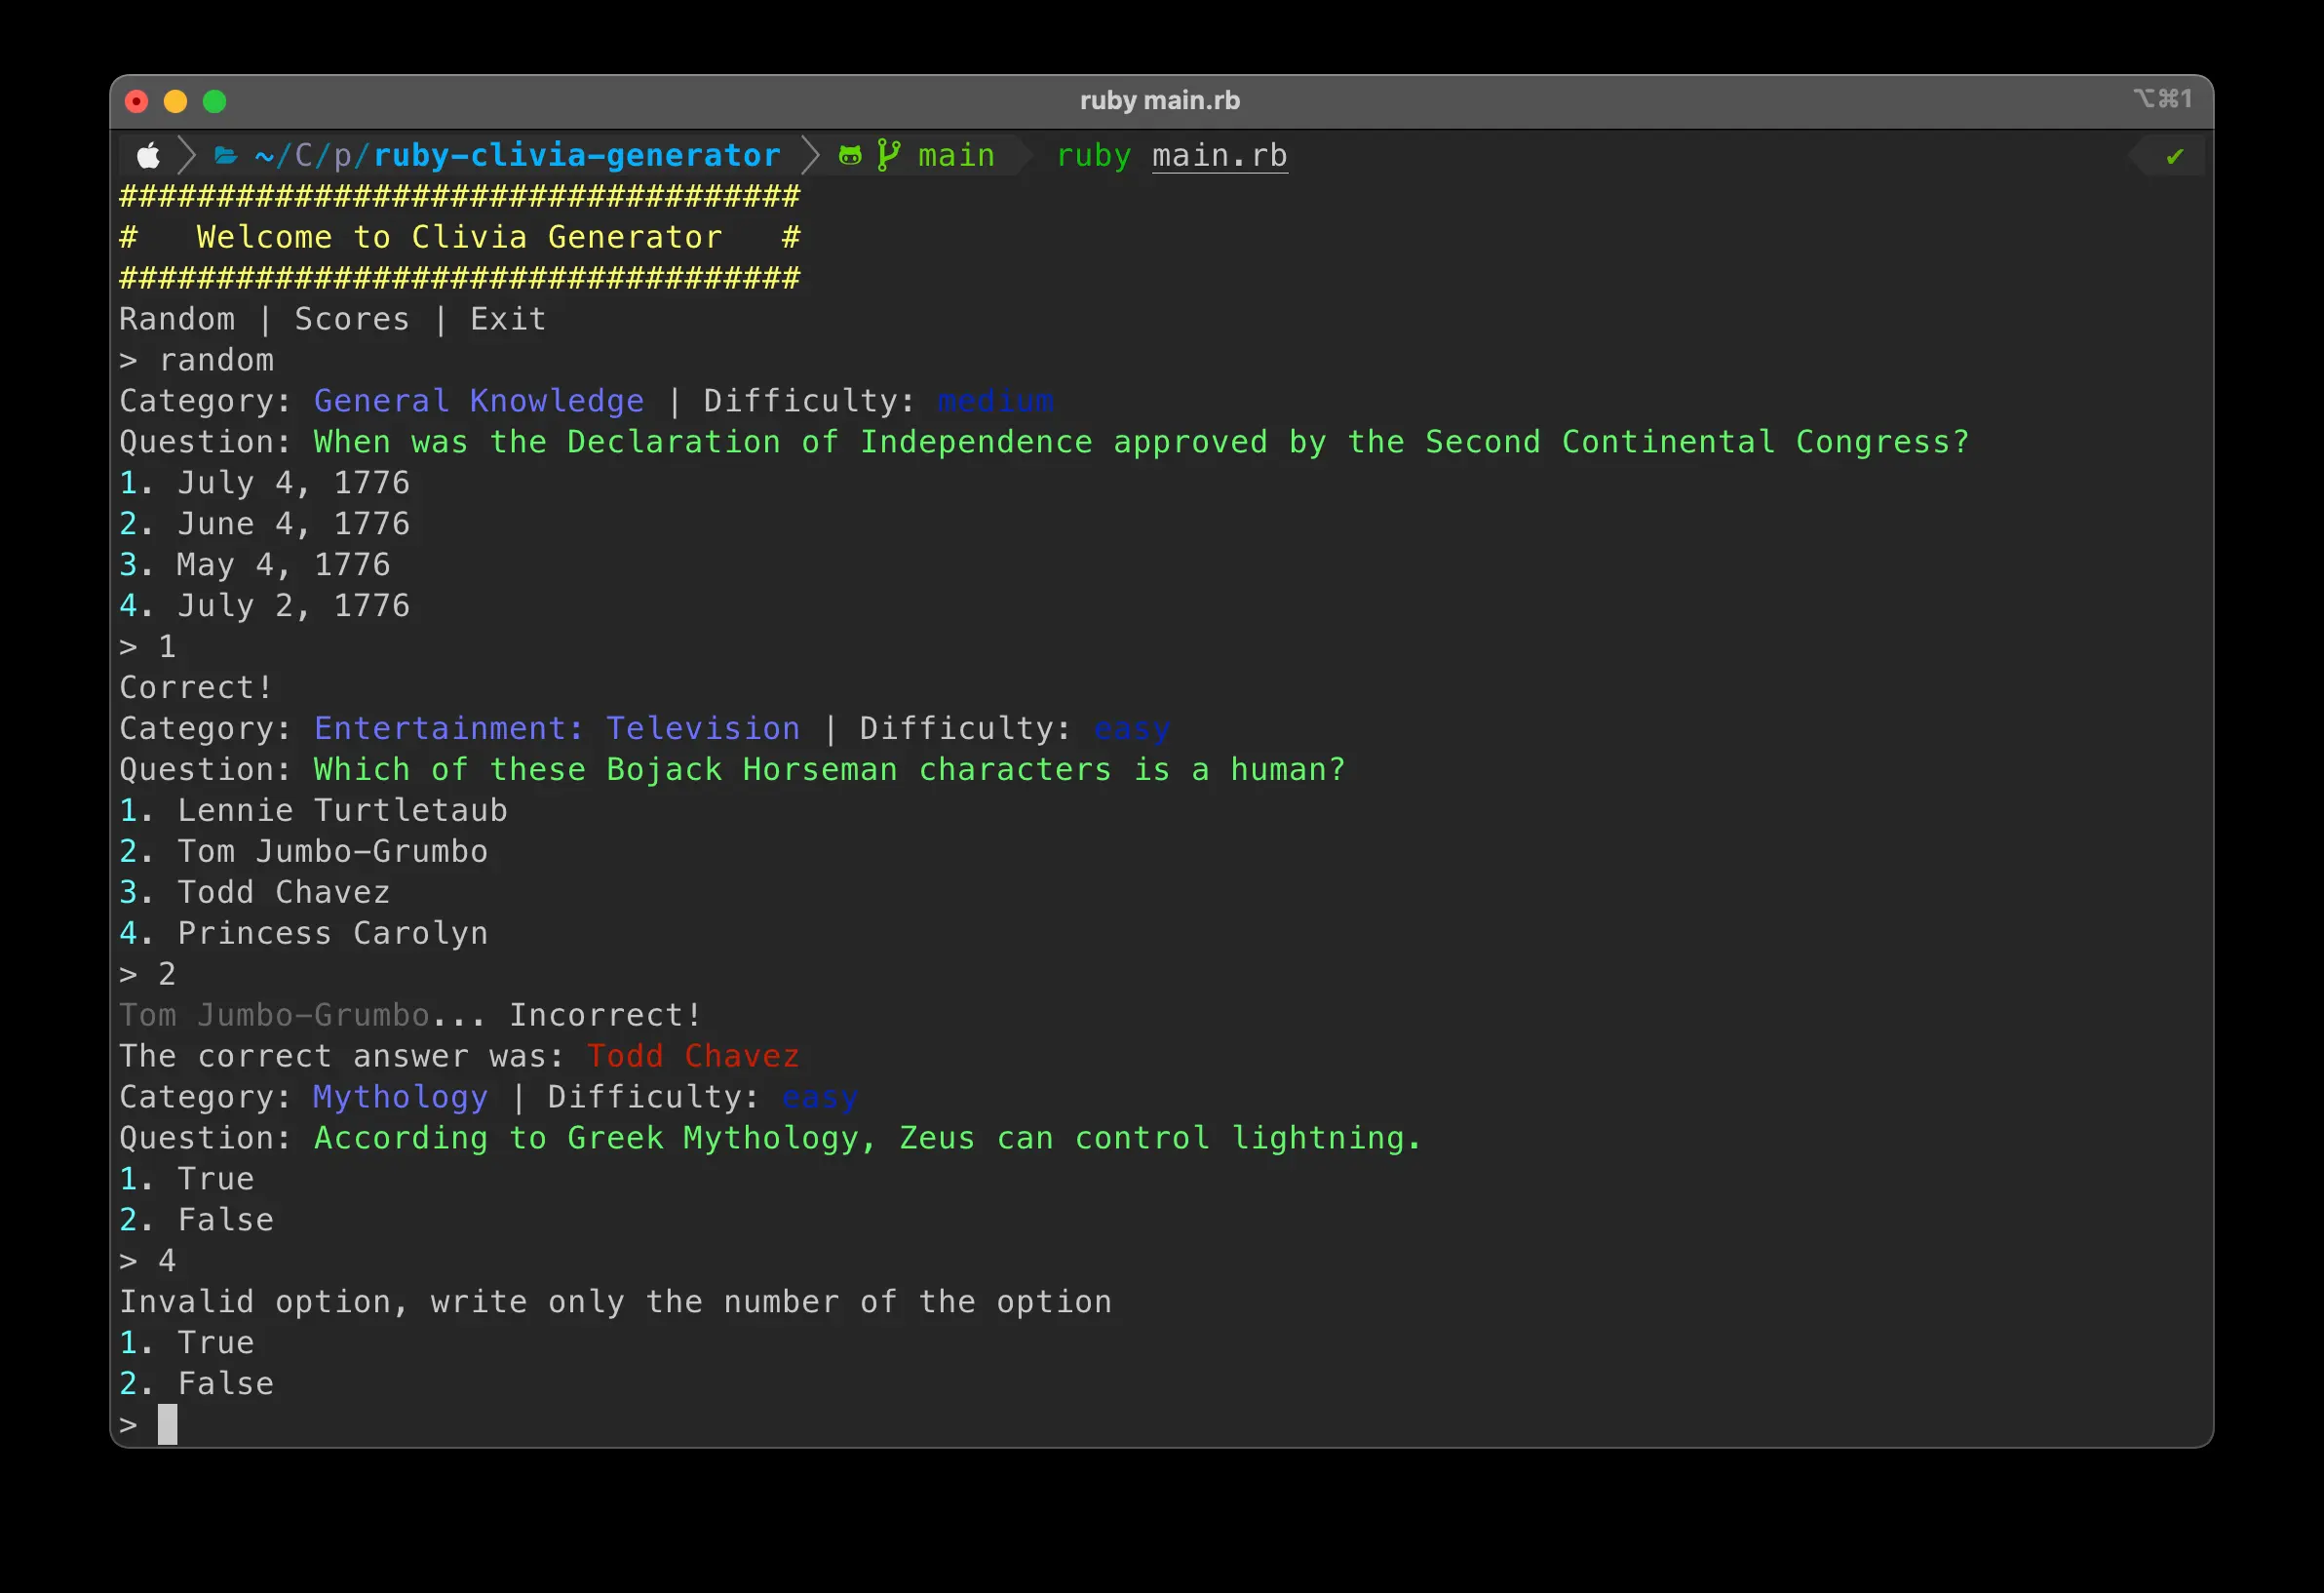 ruby main.rb
⌥⌘1
~/C/p/ruby-clivia-generator main ruby main.rb ✔
###################################
#   Welcome to Clivia Generator   #
###################################
Random | Scores | Exit
> random
Category: General Knowledge | Difficulty: medium
Question: When was the Declaration of Independence approved by the Second Continental Congress?
1. July 4, 1776
2. June 4, 1776
3. May 4, 1776
4. July 2, 1776
> 1
Correct!
Category: Entertainment: Television | Difficulty: easy
Question: Which of these Bojack Horseman characters is a human?
1. Lennie Turtletaub
2. Tom Jumbo-Grumbo
3. Todd Chavez
4. Princess Carolyn
> 2
Tom Jumbo-Grumbo... Incorrect!
The correct answer was: Todd Chavez
Category: Mythology | Difficulty: easy
Question: According to Greek Mythology, Zeus can control lightning.
1. True
2. False
> 4
Invalid option, write only the number of the option
1. True
2. False
>